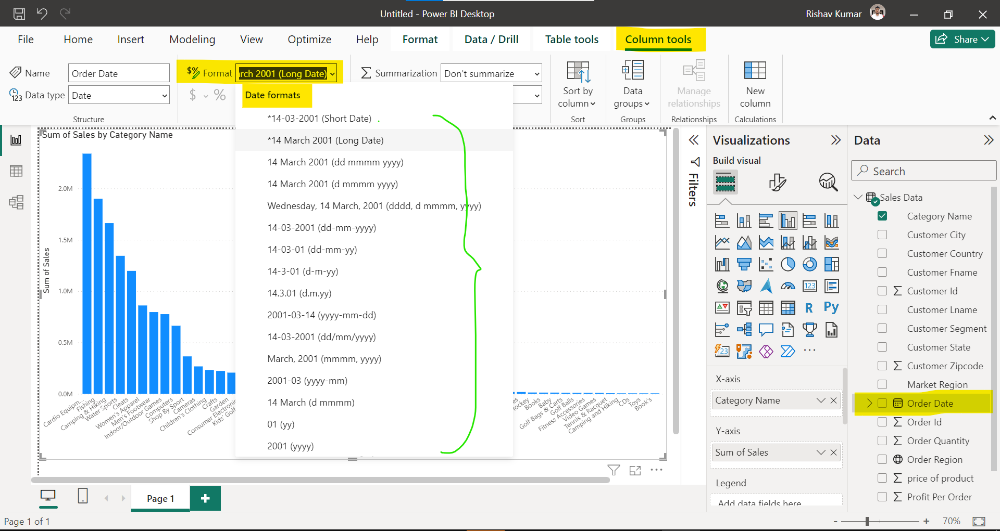 Untitled - Power BI Desktop
Rishav Kumar
File Home Insert Modeling View Optimize Help Format Data / Drill Table tools Column tools Share
Name Order Date
Data type Date
Structure
$% Format rch 2001 (Long Date)
$ %
Summarization Don't summarize
Sort by column
Sort
Data groups
Groups
Manage relationships
Relationships
New column
Calculations
Date formats
*14-03-2001 (Short Date)
*14 March 2001 (Long Date)
14 March 2001 (dd mmmm yyyy)
14 March 2001 (d mmmm yyyy)
Wednesday, 14 March, 2001 (dddd, d mmmm, yyyy)
14-03-2001 (dd-mm-yyyy)
14-03-01 (dd-mm-yy)
14-3-01 (d-m-yy)
14.3.01 (d.m.yy)
2001-03-14 (yyyy-mm-dd)
14-03-2001 (dd/mm/yyyy)
March, 2001 (mmmm, yyyy)
2001-03 (yyyy-mm)
14 March (d mmmm)
01 (yy)
2001 (yyyy)
Sum of Sales by Category Name
Sum of Sales
2.0M
1.5M
1.0M
0.5M
0.0M
Cardio Equipm...
Fishing
Camping & Hiking
Water Sports
Cleats
Women's Apparel
Men's Footwear
Indoor/Outdoor Games
Computers
Shop By Sport
Cameras
Children's Clothing
Crafts
Garden
Consumer Electronic
Kids' Golf
Hockey
Books
Baby
Golf Bags & Carts
Golf Balls
Fitness Accessories
Video Games
Tennis & Racquet
Camping and Hiking
CDs
Toys
Book's
Filters
Visualizations
Build visual
123
R
Py
123
X-axis
Category Name
Y-axis
Sum of Sales
Legend
Add data fields here
Data
Search
Sales Data
Category Name
Customer City
Customer Country
Customer Fname
Customer Id
Customer Lname
Customer Segment
Customer State
Customer Zipcode
Market Region
Order Date
Order Id
Order Quantity
Order Region
price of product
Profit Per Order
Page 1
Page 1 of 1
- + 70%